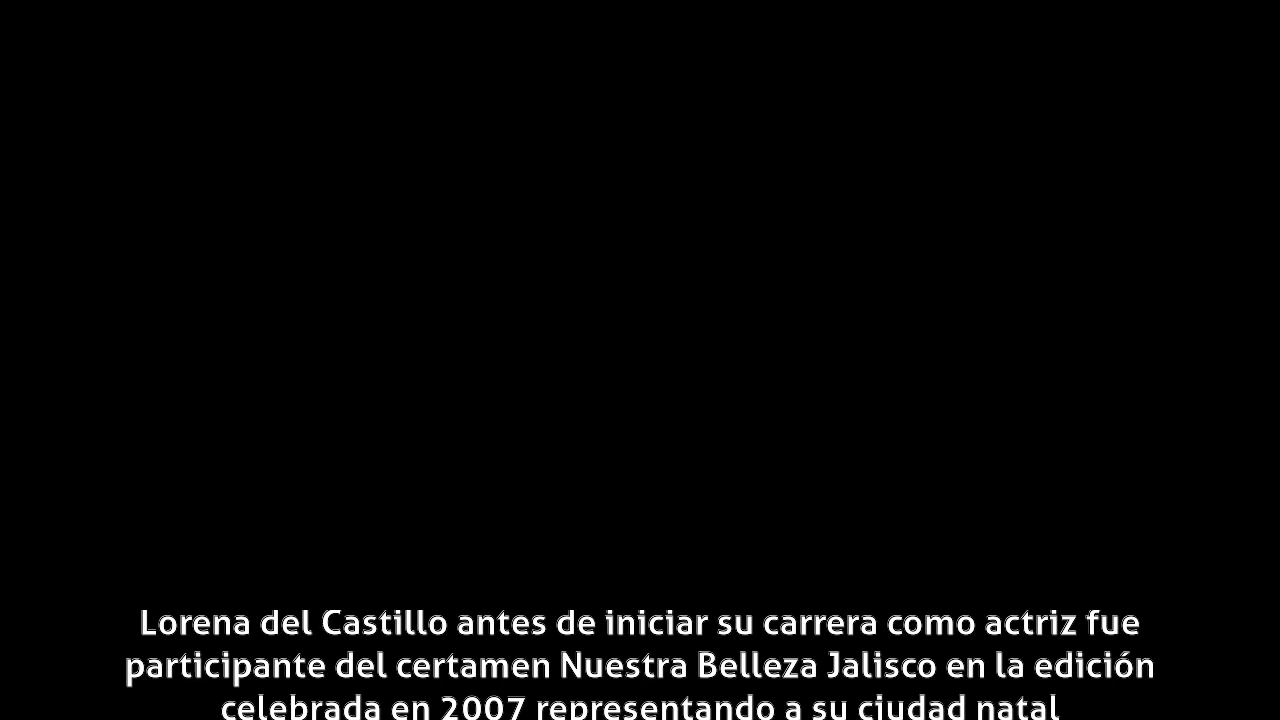 Lorena del Castillo antes de iniciar su carrera como actriz fue
participante del certamen Nuestra Belleza Jalisco en la edición
celebrada en 2007 representando a su ciudad natal